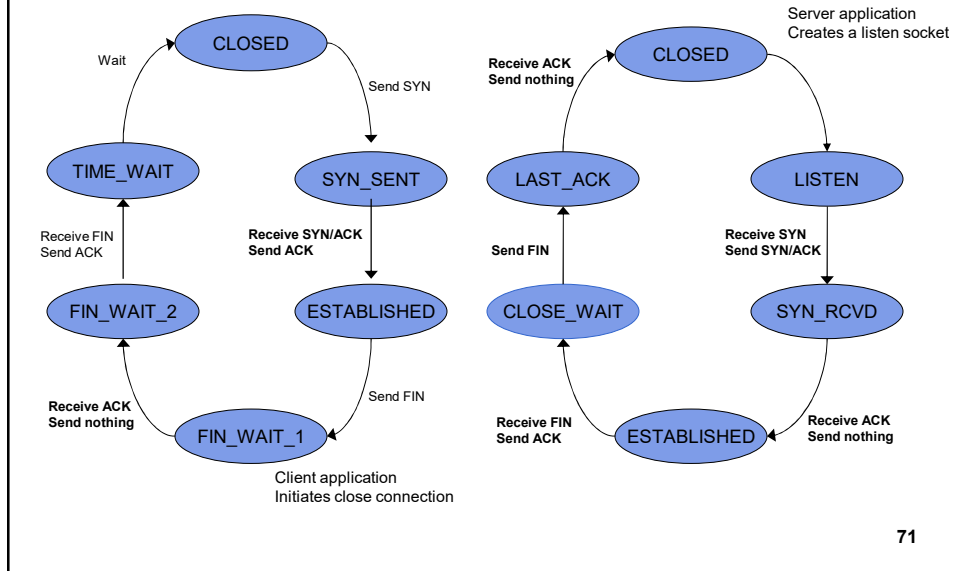 CLOSED
Wait
Send SYN
TIME_WAIT
SYN_SENT
Receive FIN
Send ACK
Receive SYN/ACK
Send ACK
FIN_WAIT_2
ESTABLISHED
Receive ACK
Send nothing
Send FIN
FIN_WAIT_1
Client application
Initiates close connection
Server application
Creates a listen socket
CLOSED
Receive ACK
Send nothing
LAST_ACK
LISTEN
Send FIN
Receive SYN
Send SYN/ACK
CLOSE_WAIT
SYN_RCVD
Receive FIN
Send ACK
Receive ACK
Send nothing
ESTABLISHED
71